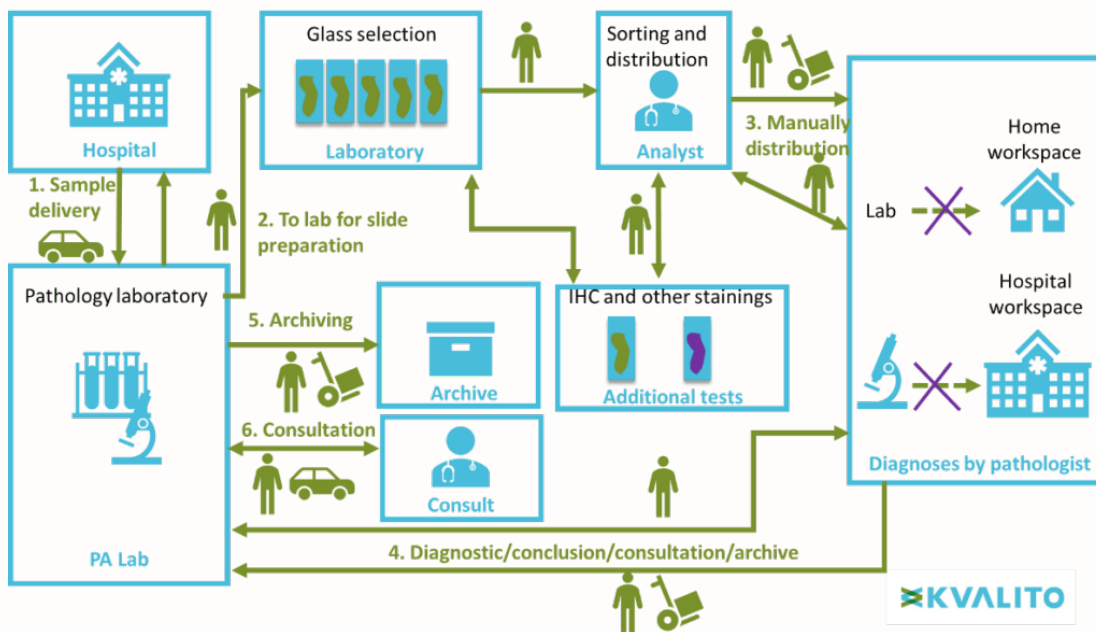 Hospital
1. Sample
delivery
Glass selection
Laboratory
Sorting and
distribution
Analyst
3. Manually
distribution
Home
workspace
Lab
Hospital
workspace
Diagnoses by pathologist
2. To lab for slide
preparation
Pathology laboratory
PA Lab
5. Archiving
Archive
6. Consultation
Consult
IHC and other stainings
Additional tests
4. Diagnostic/conclusion/consultation/archive
KVALITO